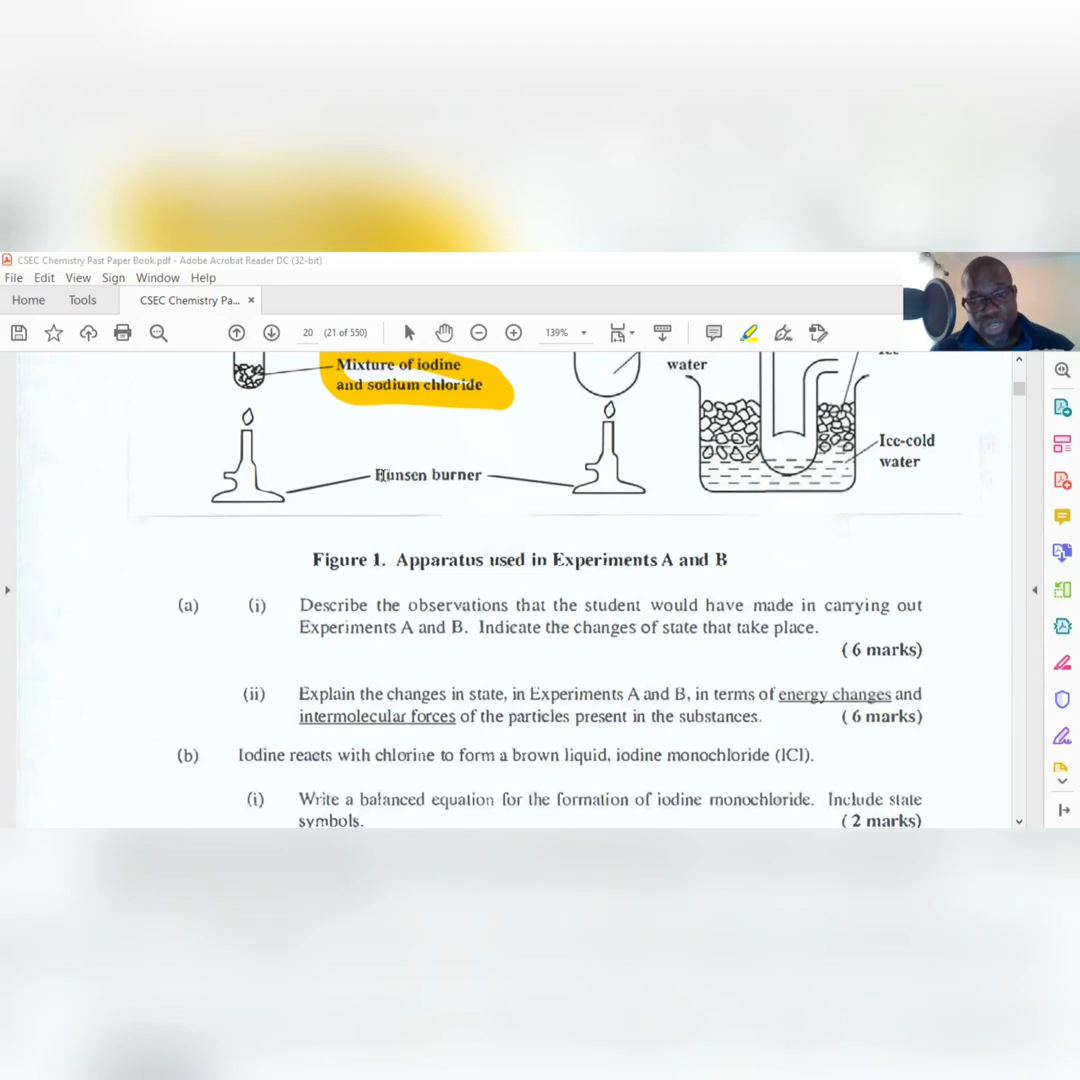 CSEC Chemistry Past Paper Book.pdf - Adobe Acrobat Reader DC (32-bit)
File Edit View Sign Window Help
Home Tools CSEC Chemistry Pa... ×
20 (21 of 550) 139%
Mixture of iodine
and sodium chloride
water
Ice-cold
water
Bunsen burner
Figure 1. Apparatus used in Experiments A and B
(a) (i) Describe the observations that the student would have made in carrying out
Experiments A and B. Indicate the changes of state that take place.
( 6 marks)
(ii) Explain the changes in state, in Experiments A and B, in terms of energy changes and
intermolecular forces of the particles present in the substances. ( 6 marks)
(b) Iodine reacts with chlorine to form a brown liquid, iodine monochloride (ICl).
(i) Write a balanced equation for the formation of iodine monochloride. Include state
symbols. ( 2 marks)